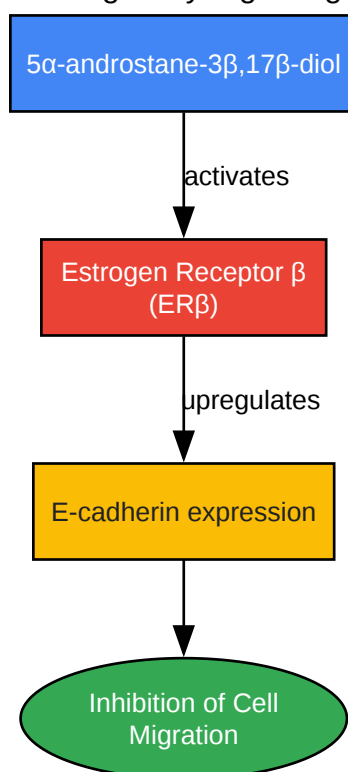 5α-androstane-3β,17β-diol
activates
Estrogen Receptor β
(ERβ)
upregulates
E-cadherin expression
Inhibition of Cell
Migration